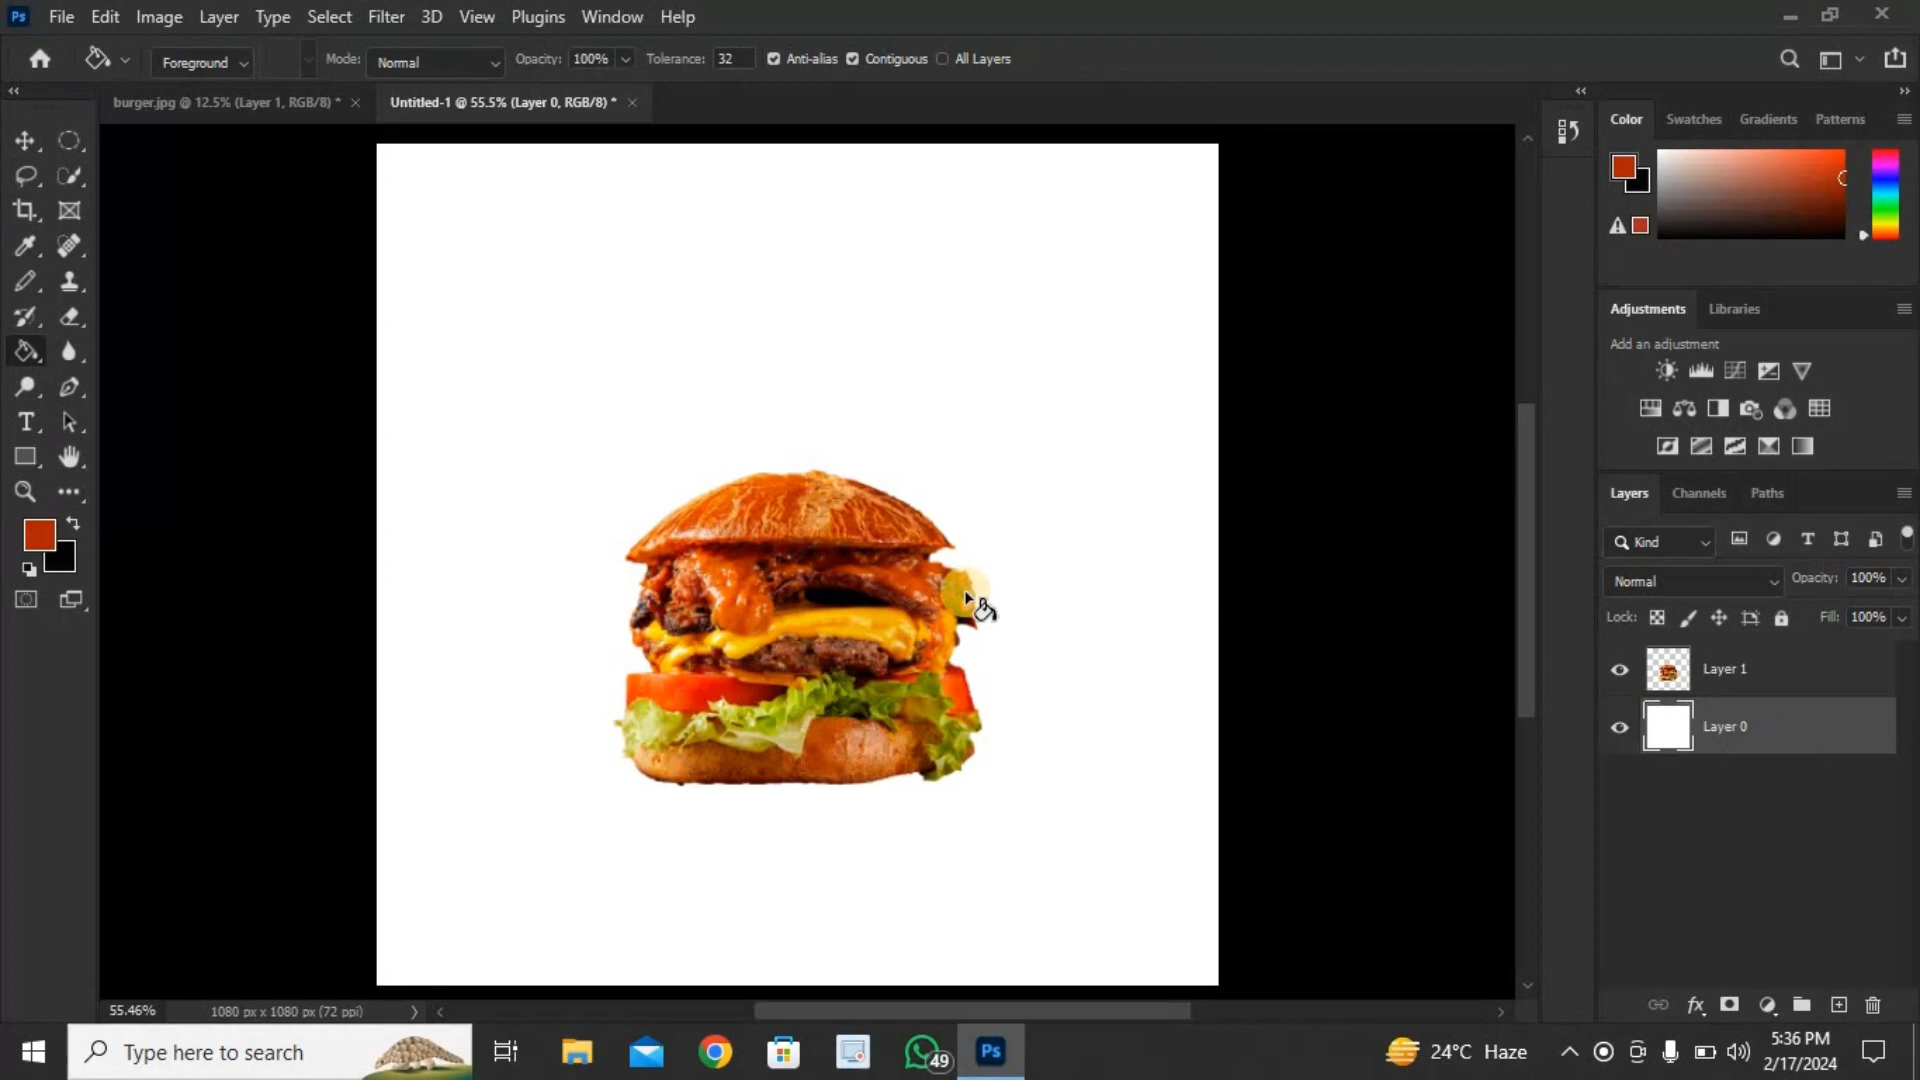 Ps File Edit Image Layer Type Select Filter 3D View Plugins Window Help
Foreground Mode: Normal Opacity: 100% Tolerance: 32 Anti-alias Contiguous All Layers
burger.jpg @ 12.5% (Layer 1, RGB/8) * Untitled-1 @ 55.5% (Layer 0, RGB/8) *
Color Swatches Gradients Patterns
Adjustments Libraries
Add an adjustment
Layers Channels Paths
Kind
Normal Opacity: 100%
Lock: Fill: 100%
Layer 1
Layer 0
55.46% 1080 px x 1080 px (72 ppi)
Type here to search
49
Ps
24°C Haze
5:36 PM
2/17/2024